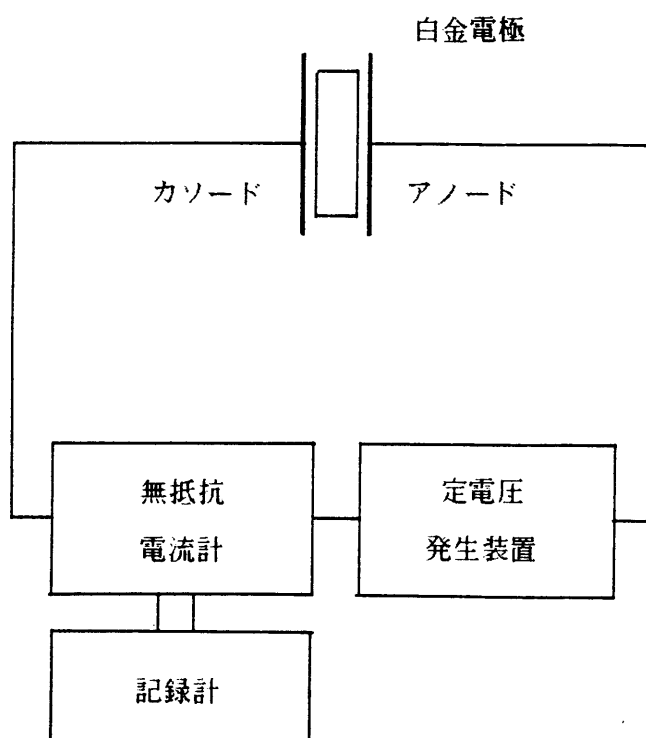 白金電極
カソード
アノード
無抵抗
電流計
定電圧
発生装置
記録計